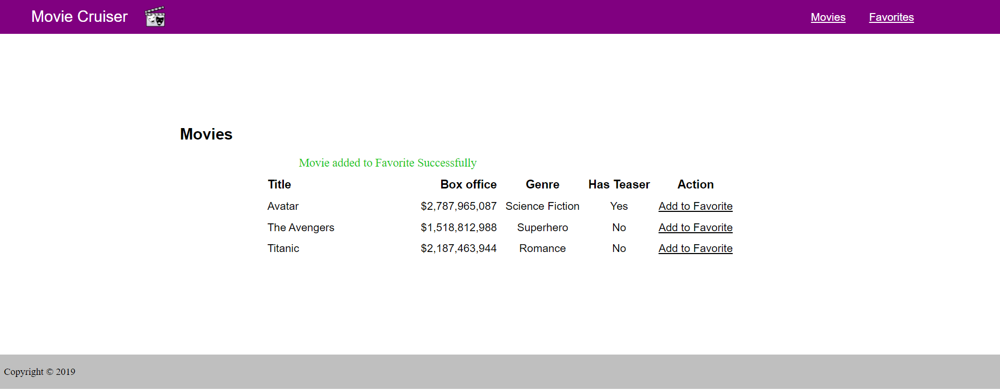 Movie Cruiser Movies Favorites
Movies
Movie added to Favorite Successfully
Title Box office Genre Has Teaser Action
Avatar $2,787,965,087 Science Fiction Yes Add to Favorite
The Avengers $1,518,812,988 Superhero No Add to Favorite
Titanic $2,187,463,944 Romance No Add to Favorite
Copyright © 2019